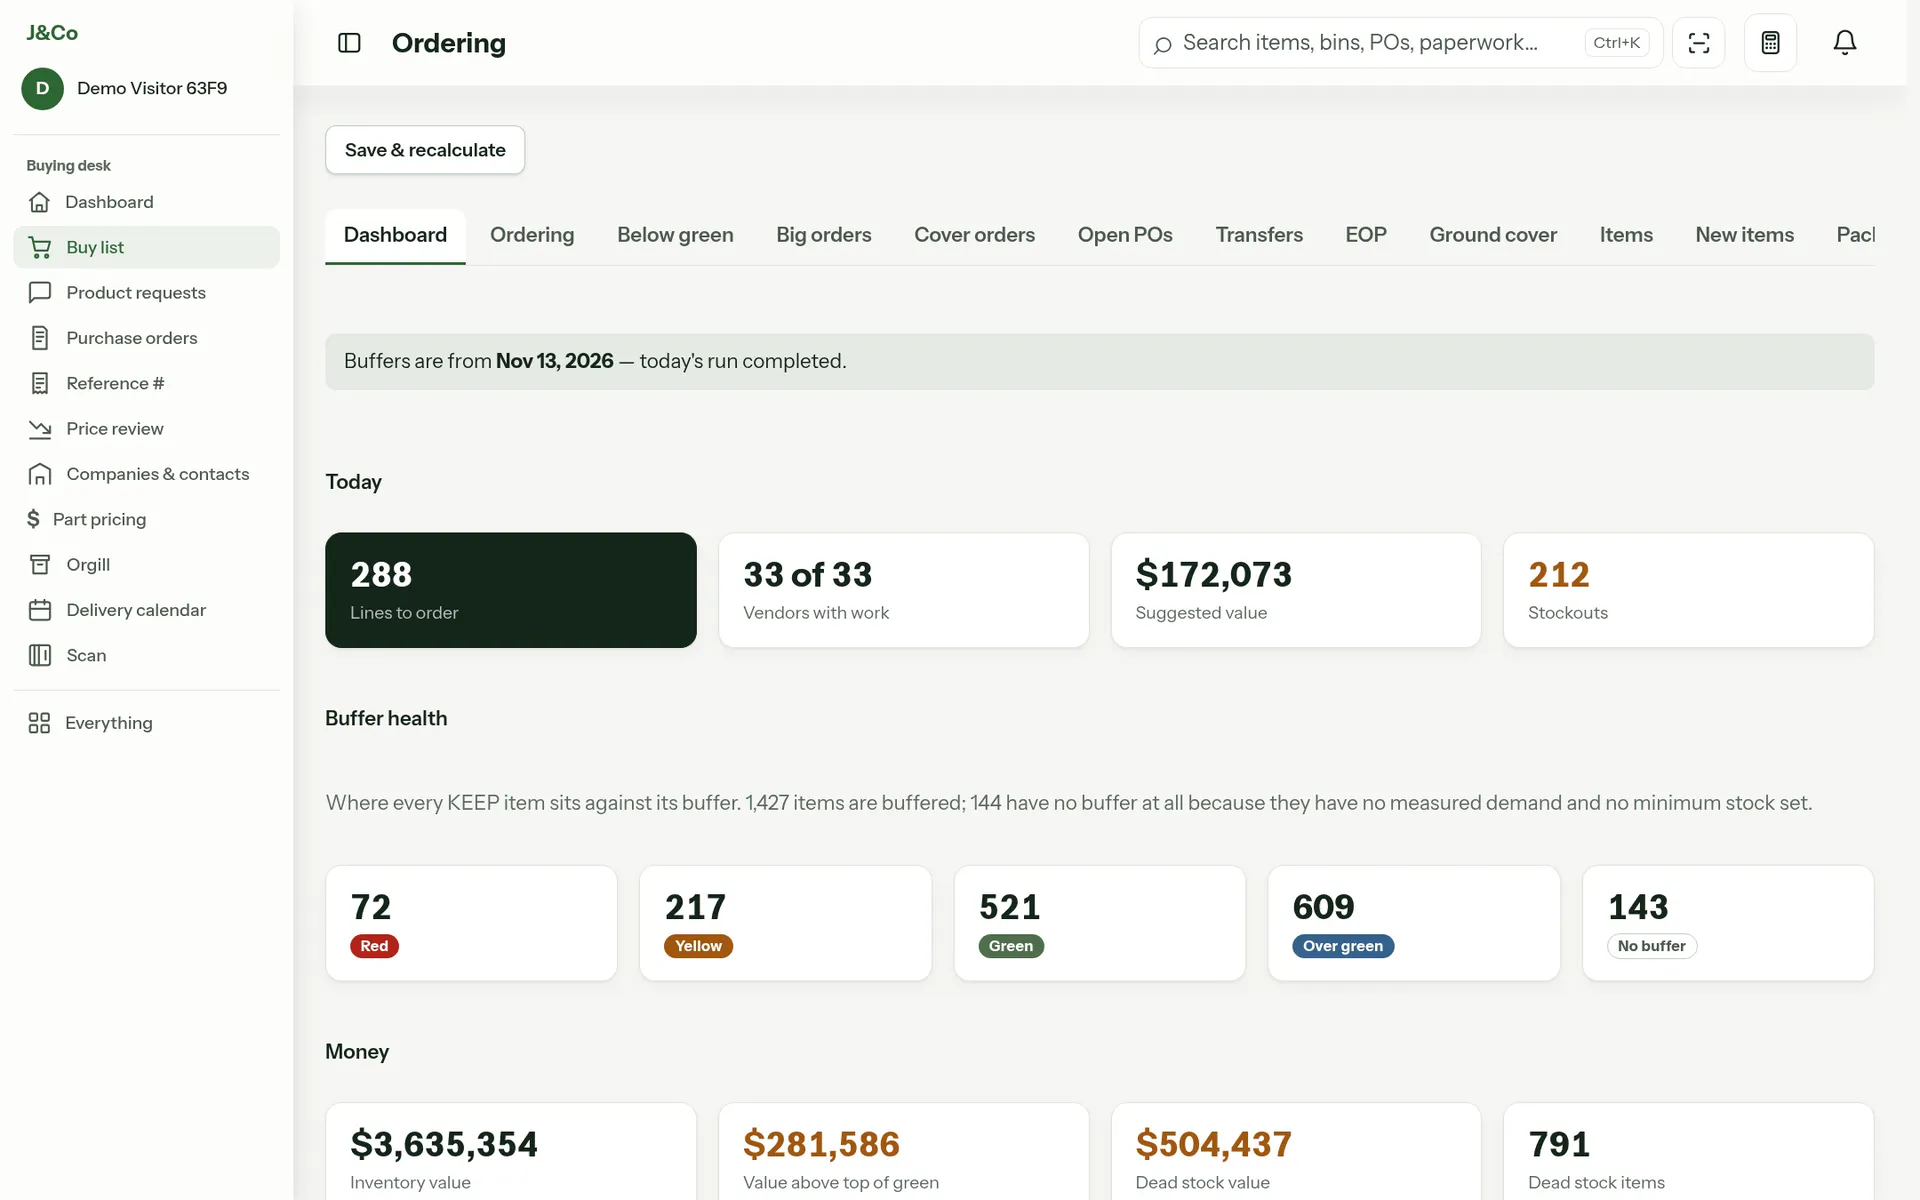 J&Co
D
Demo Visitor 63F9
Buying desk
Dashboard
Buy list
Product requests
Purchase orders
Reference #
Price review
Companies & contacts
$ Part pricing
Orgill
Delivery calendar
Scan
Everything
Ordering
Search items, bins, POs, paperwork...
Ctrl+K
Save & recalculate
Dashboard Ordering Below green Big orders Cover orders Open POs Transfers EOP Ground cover Items New items Pac
Buffers are from Nov 13, 2026 — today's run completed.
Today
288
Lines to order
33 of 33
Vendors with work
$172,073
Suggested value
212
Stockouts
Buffer health
Where every KEEP item sits against its buffer. 1,427 items are buffered; 144 have no buffer at all because they have no measured demand and no minimum stock set.
72
Red
217
Yellow
521
Green
609
Over green
143
No buffer
Money
$3,635,354
Inventory value
$281,586
Value above top of green
$504,437
Dead stock value
791
Dead stock items